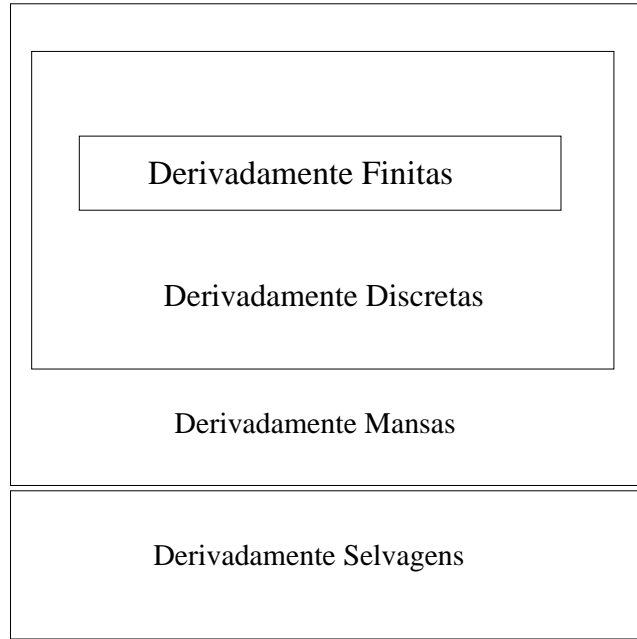 Derivadamente Finitas
Derivadamente Discretas
Derivadamente Mansas
Derivadamente Selvagens